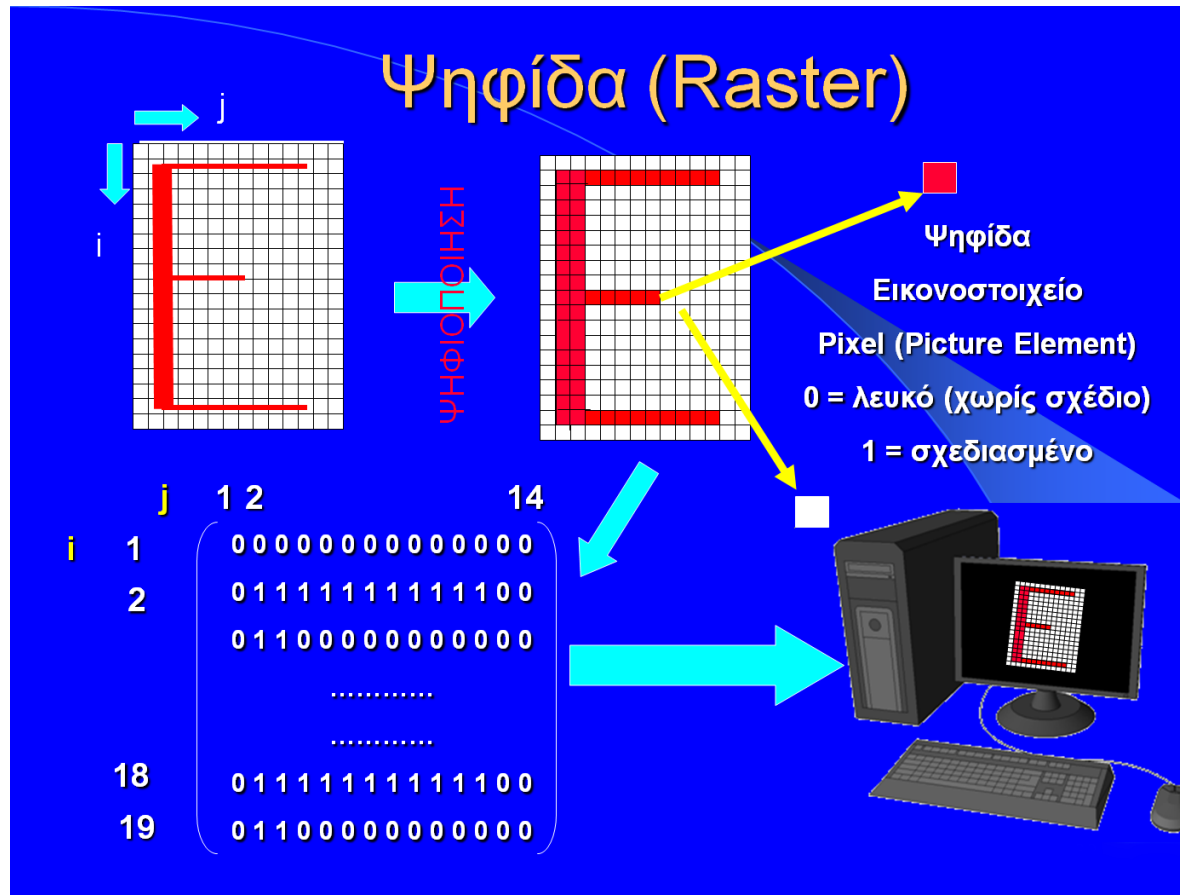 Ψηφίδα (Raster)
j
i
ΨΗΦΙΟΠΟΙΗΣΗ
Ψηφίδα
Εικονοστοιχείο
Pixel (Picture Element)
0 = λευκό (χωρίς σχέδιο)
1 = σχεδιασμένο
j 1 2 14
i 1 0 0 0 0 0 0 0 0 0 0 0 0 0 0
2 0 1 1 1 1 1 1 1 1 1 1 1 0 0
0 1 1 0 0 0 0 0 0 0 0 0 0 0
............
............
18 0 1 1 1 1 1 1 1 1 1 1 1 0 0
19 0 1 1 0 0 0 0 0 0 0 0 0 0 0